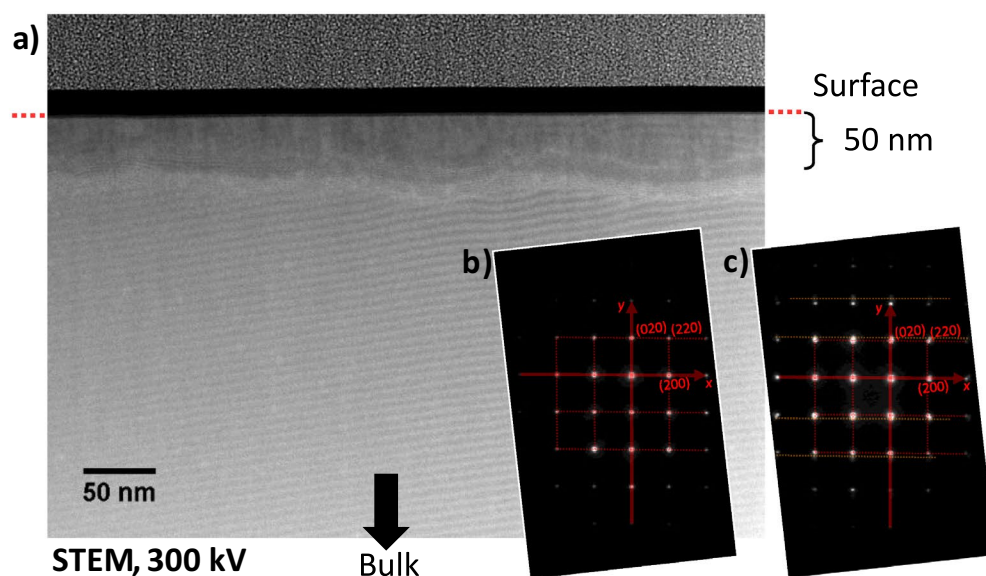 a)
Surface
50 nm
b)
c)
y
(020) (220)
(200)
x
y
(020) (220)
(200)
x
50 nm
STEM, 300 kV
Bulk